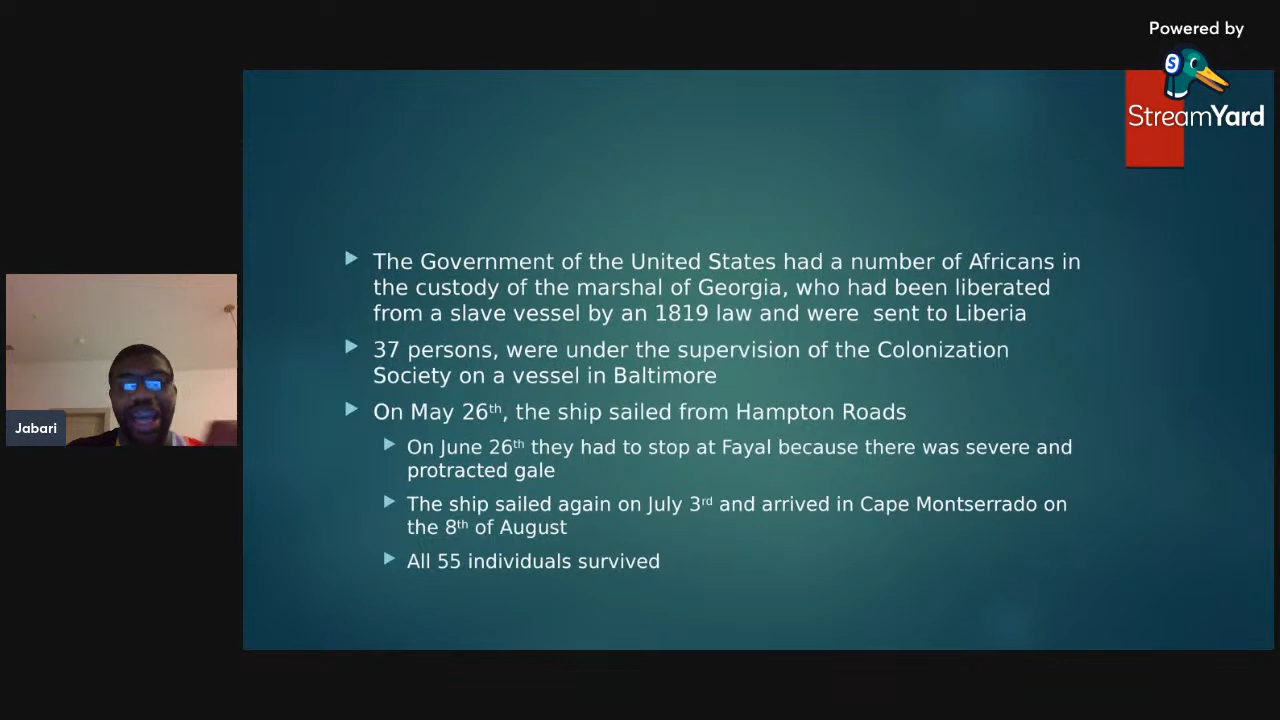 Powered by
StreamYard
The Government of the United States had a number of Africans in
the custody of the marshal of Georgia, who had been liberated
from a slave vessel by an 1819 law and were  sent to Liberia
37 persons, were under the supervision of the Colonization
Society on a vessel in Baltimore
On May 26th, the ship sailed from Hampton Roads
On June 26th they had to stop at Fayal because there was severe and
protracted gale
The ship sailed again on July 3rd and arrived in Cape Montserrado on
the 8th of August
All 55 individuals survived
Jabari